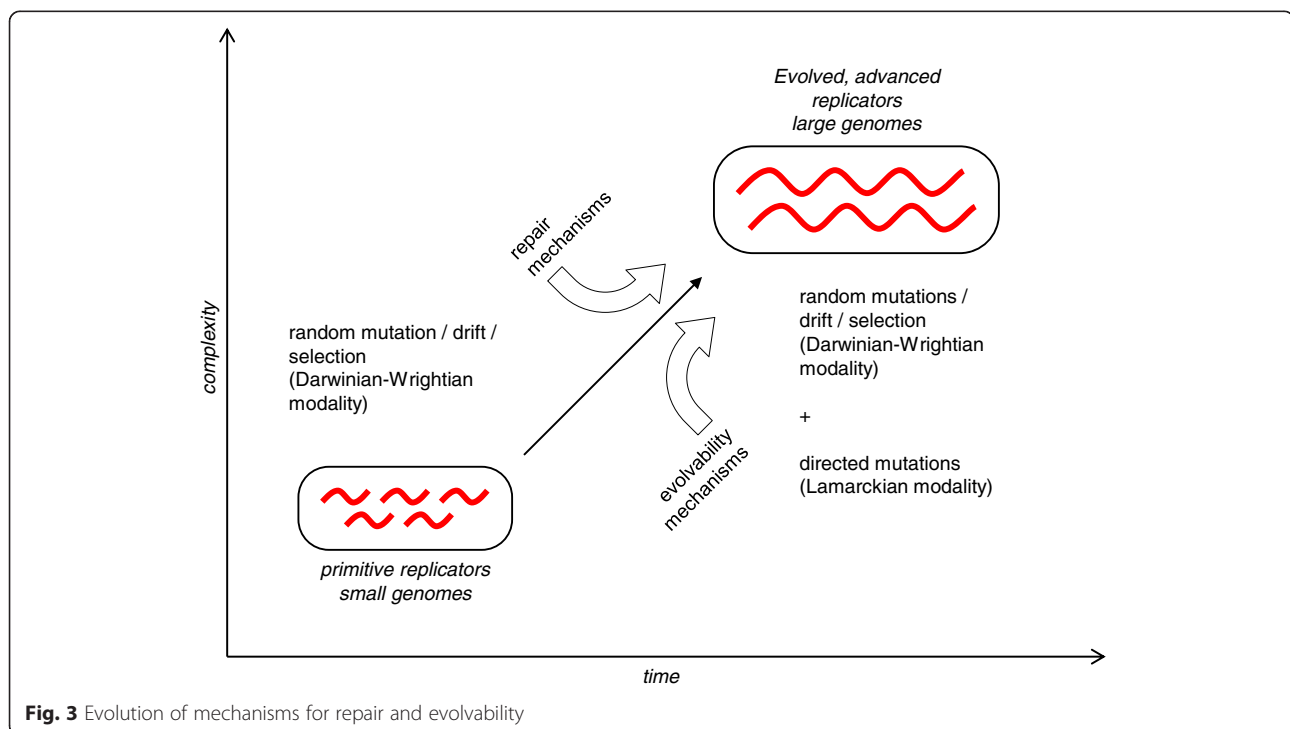 Evolved, advanced
replicators
large genomes
repair
mechanisms
random mutation / drift /
selection
(Darwinian-Wrightian
modality)
random mutations /
drift / selection
(Darwinian-Wrightian
modality)
+
directed mutations
(Lamarckian modality)
evolvability
mechanisms
complexity
primitive replicators
small genomes
time
Fig. 3 Evolution of mechanisms for repair and evolvability